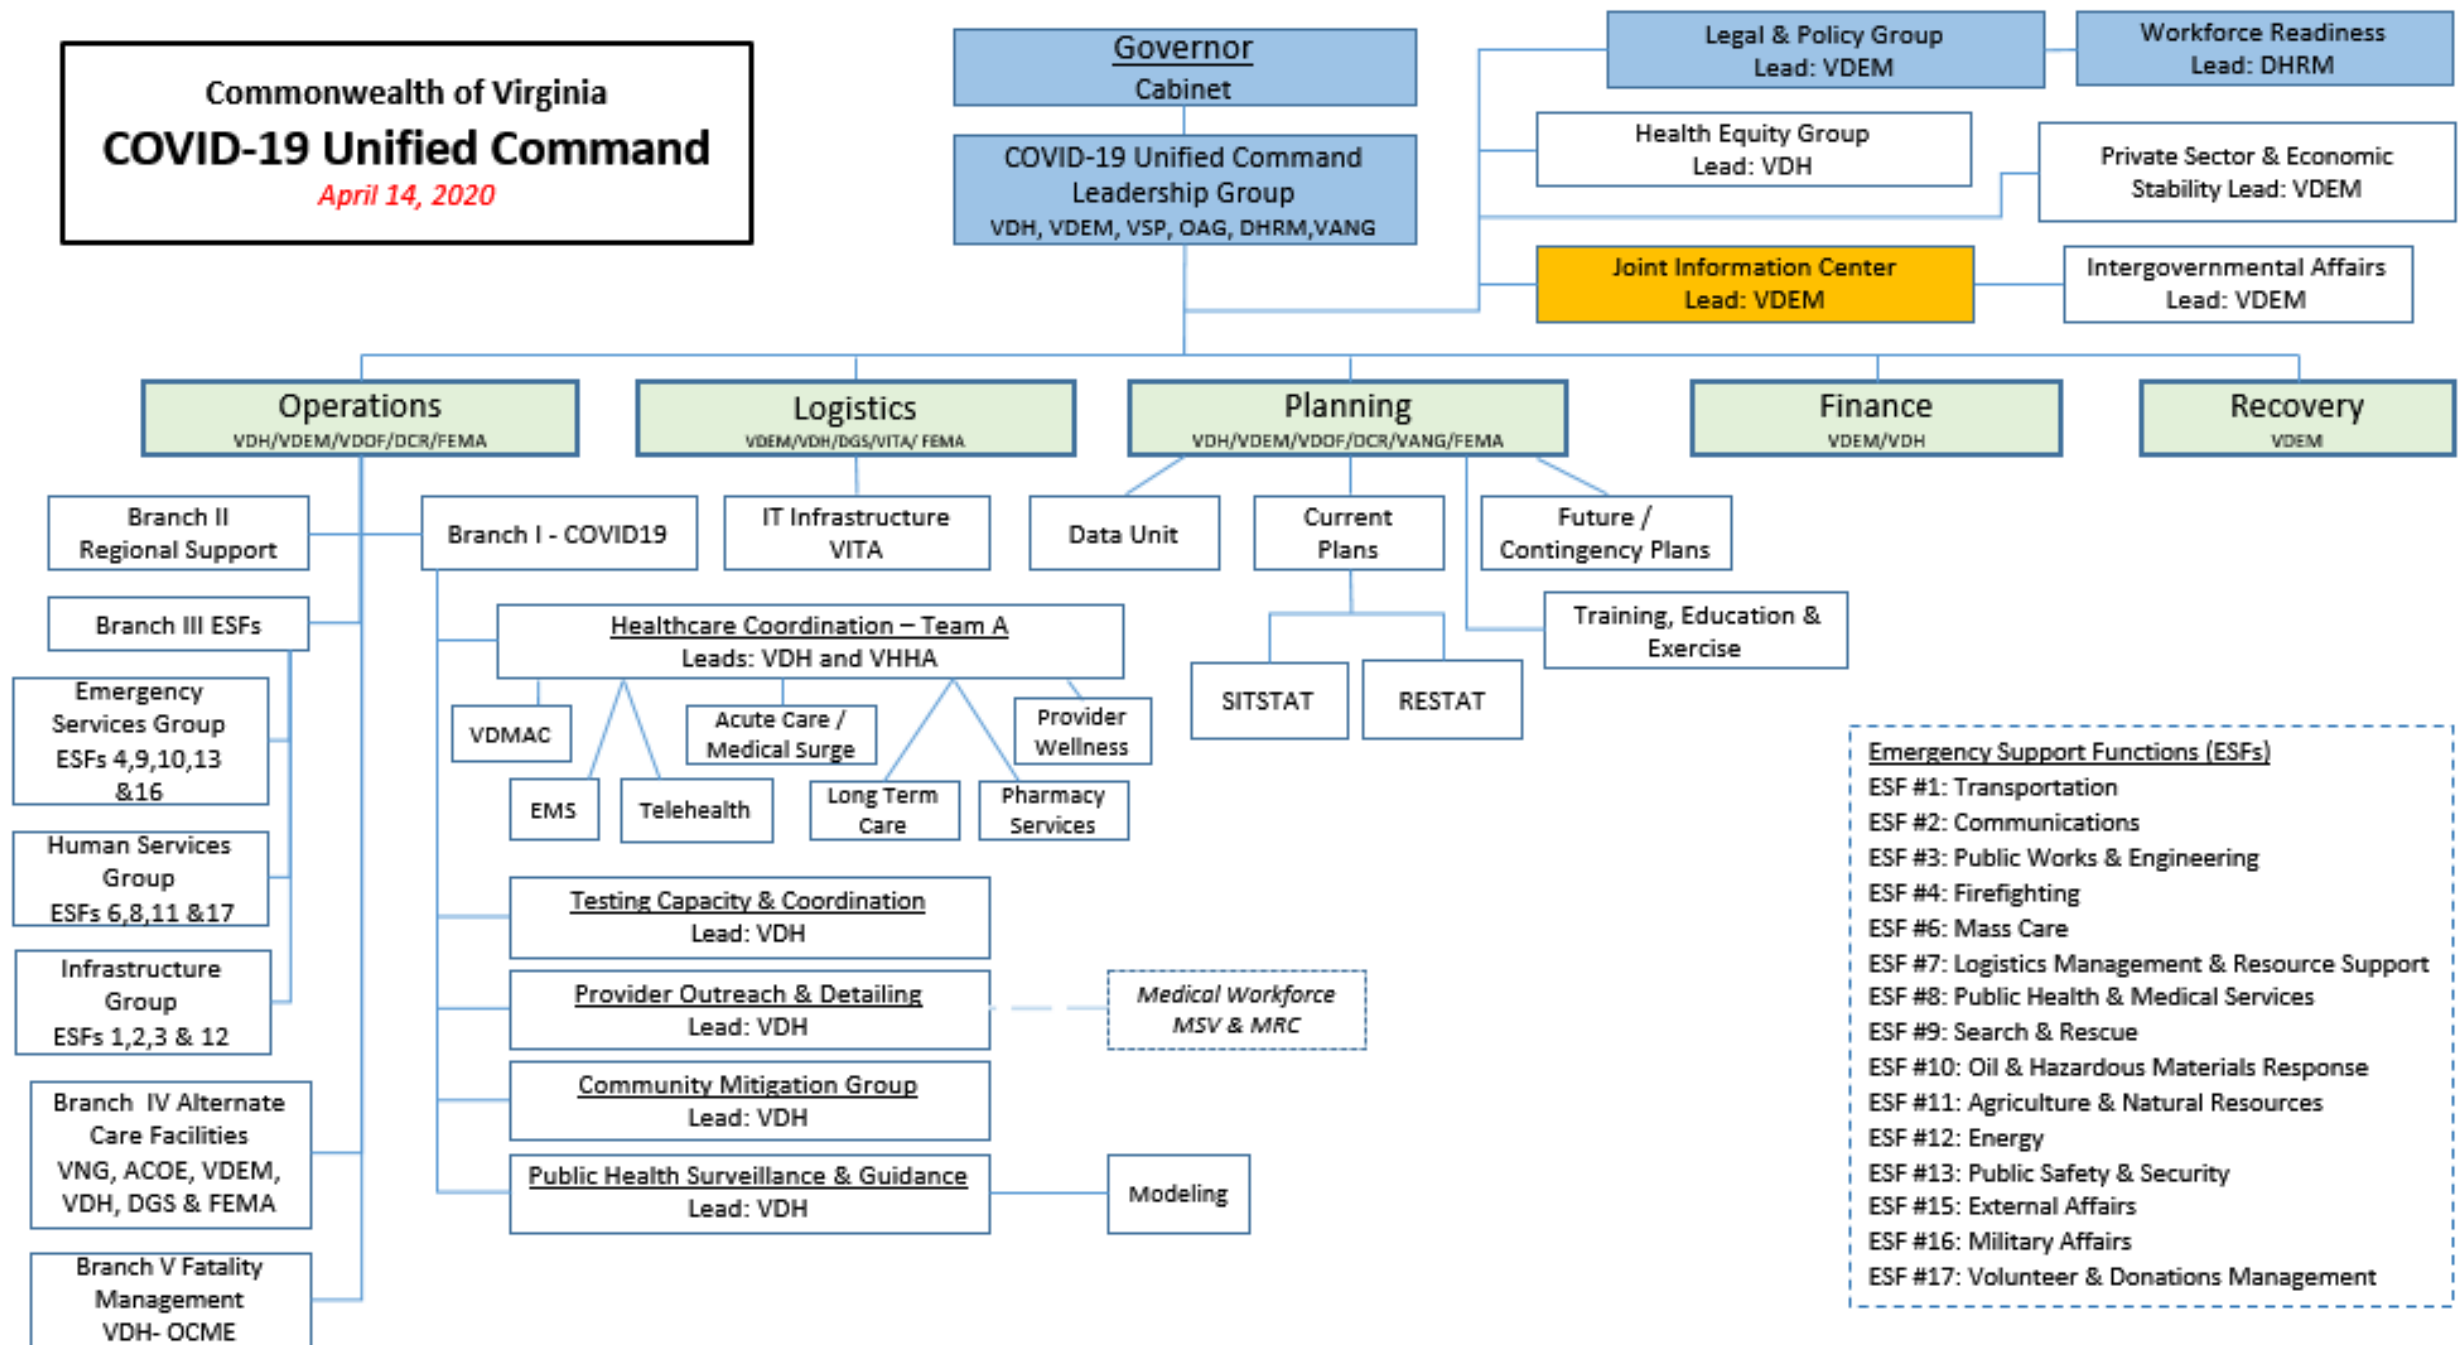 Commonwealth of Virginia
COVID-19 Unified Command
April 14, 2020
Governor
Cabinet
COVID-19 Unified Command
Leadership Group
VDH, VDEM, VSP, OAG, DHRM,VANG
Legal & Policy Group
Lead: VDEM
Workforce Readiness
Lead: DHRM
Health Equity Group
Lead: VDH
Private Sector & Economic
Stability Lead: VDEM
Joint Information Center
Lead: VDEM
Intergovernmental Affairs
Lead: VDEM
Operations
VDH/VDEM/VDOF/DCR/FEMA
Logistics
VDEM/VDH/DGS/VITA/ FEMA
Planning
VDH/VDEM/VDOF/DCR/VANG/FEMA
Finance
VDEM/VDH
Recovery
VDEM
Branch II
Regional Support
Branch I - COVID19
IT Infrastructure
VITA
Data Unit
Current
Plans
Future /
Contingency Plans
Branch III ESFs
Healthcare Coordination – Team A
Leads: VDH and VHHA
Training, Education &
Exercise
SITSTAT
RESTAT
Emergency
Services Group
ESFs 4,9,10,13
&16
VDMAC
Acute Care /
Medical Surge
Provider
Wellness
EMS
Telehealth
Long Term
Care
Pharmacy
Services
Human Services
Group
ESFs 6,8,11 &17
Testing Capacity & Coordination
Lead: VDH
Infrastructure
Group
ESFs 1,2,3 & 12
Provider Outreach & Detailing
Lead: VDH
Medical Workforce
MSV & MRC
Community Mitigation Group
Lead: VDH
Branch IV Alternate
Care Facilities
VNG, ACOE, VDEM,
VDH, DGS & FEMA
Public Health Surveillance & Guidance
Lead: VDH
Modeling
Branch V Fatality
Management
VDH- OCME
Emergency Support Functions (ESFs)
ESF #1: Transportation
ESF #2: Communications
ESF #3: Public Works & Engineering
ESF #4: Firefighting
ESF #6: Mass Care
ESF #7: Logistics Management & Resource Support
ESF #8: Public Health & Medical Services
ESF #9: Search & Rescue
ESF #10: Oil & Hazardous Materials Response
ESF #11: Agriculture & Natural Resources
ESF #12: Energy
ESF #13: Public Safety & Security
ESF #15: External Affairs
ESF #16: Military Affairs
ESF #17: Volunteer & Donations Management